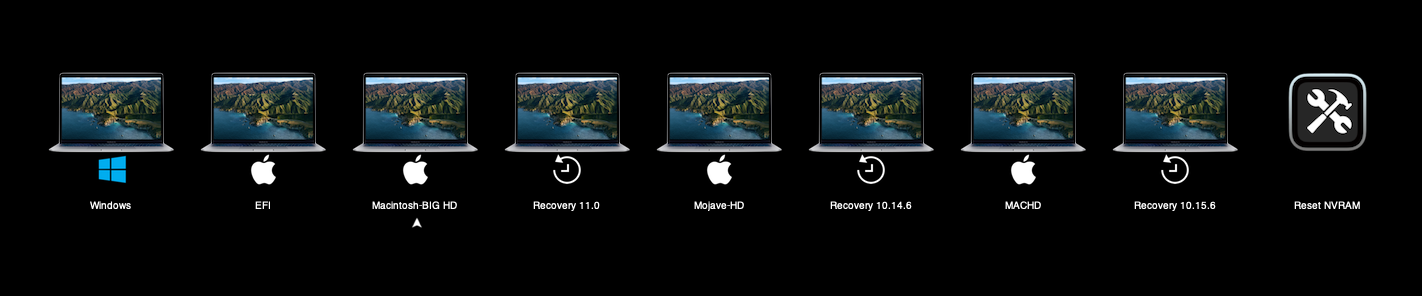 Windows
EFI
Macintosh-BIG HD
Recovery 11.0
Mojave-HD
Recovery 10.14.6
MACHD
Recovery 10.15.6
Reset NVRAM